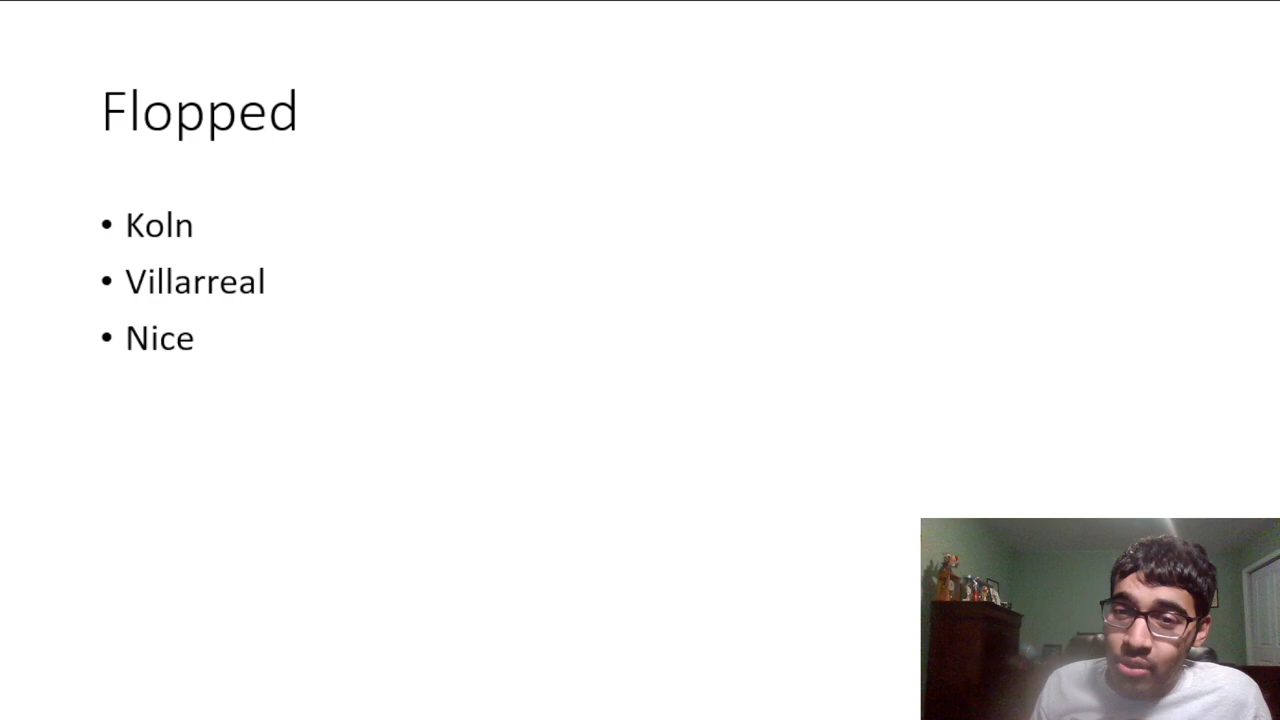 Flopped
• Koln
• Villarreal
• Nice